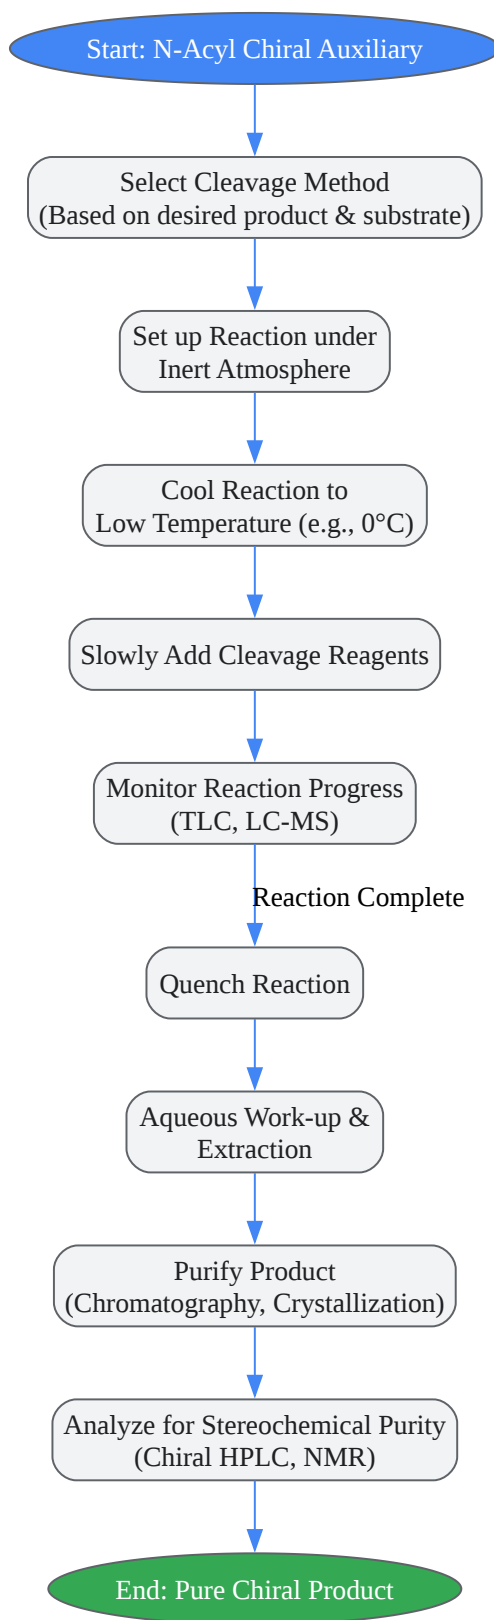 Start: N-Acyl Chiral Auxiliary
Select Cleavage Method
(Based on desired product & substrate)
Set up Reaction under
Inert Atmosphere
Cool Reaction to
Low Temperature (e.g., 0°C)
Slowly Add Cleavage Reagents
Monitor Reaction Progress
(TLC, LC-MS)
Reaction Complete
Quench Reaction
Aqueous Work-up &
Extraction
Purify Product
(Chromatography, Crystallization)
Analyze for Stereochemical Purity
(Chiral HPLC, NMR)
End: Pure Chiral Product